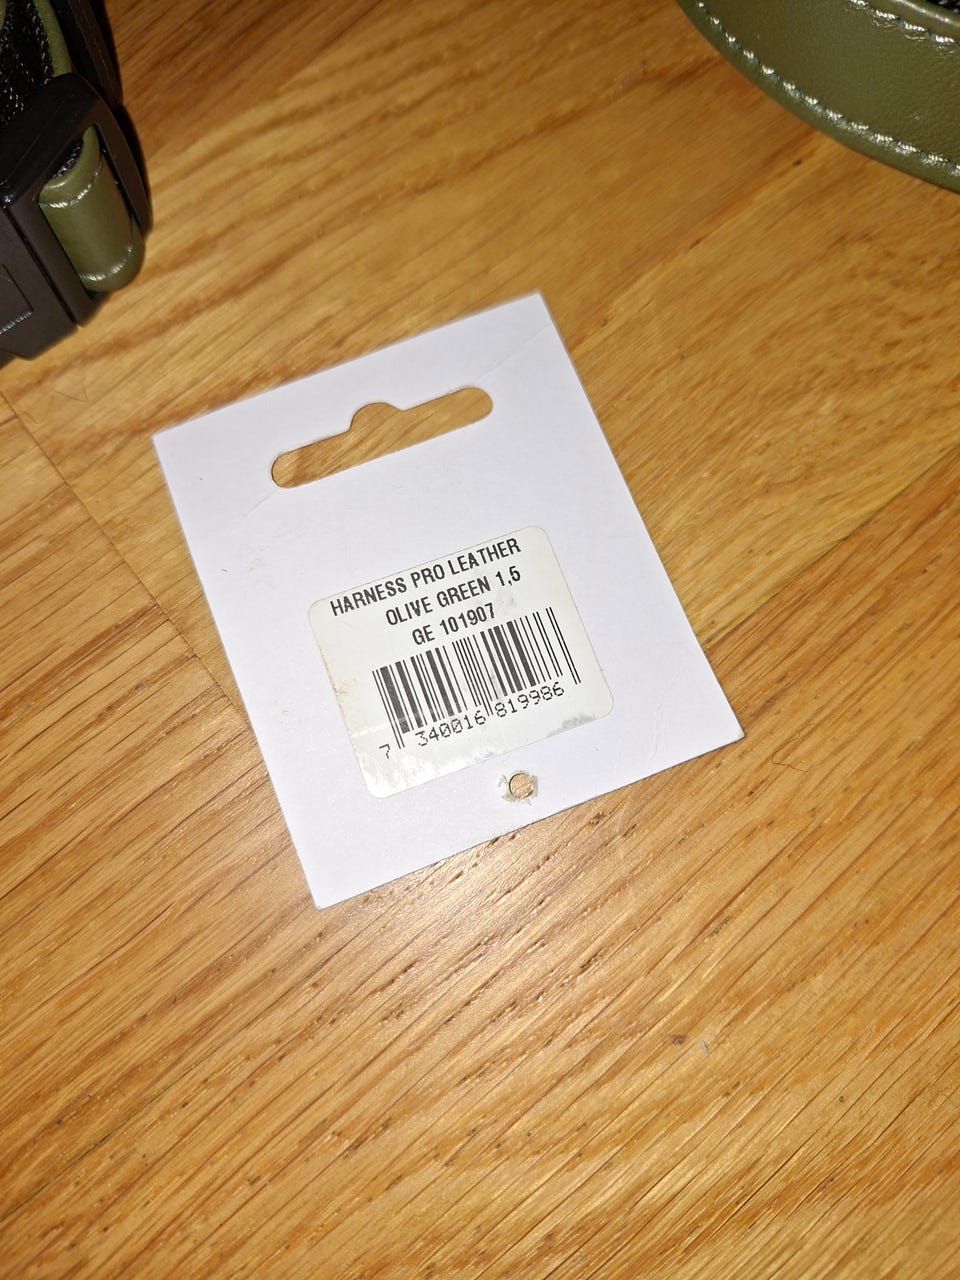 HARNESS PRO LEATHER
OLIVE GREEN 1,5
GE 101907
7 340016 819986